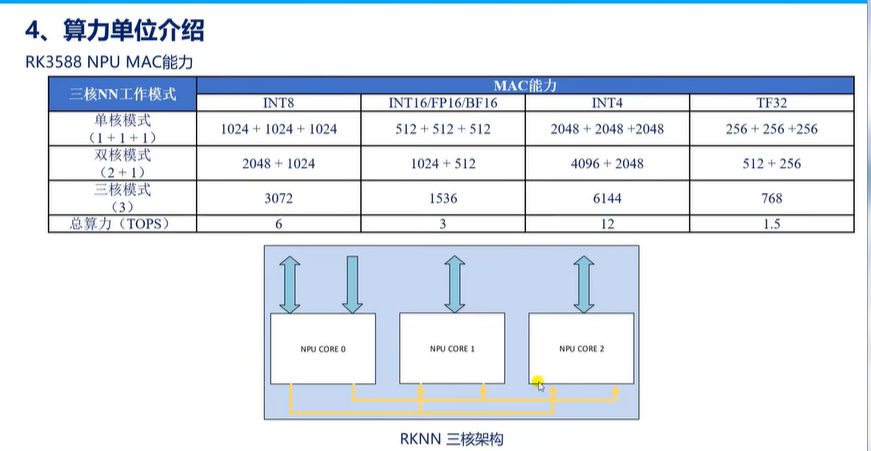 4、算力单位介绍
RK3588 NPU MAC能力
三核NN工作模式
MAC能力
INT8 INT16/FP16/BF16 INT4 TF32
单核模式
（1+1+1） 1024 + 1024 + 1024 512 + 512 + 512 2048 + 2048 +2048 256 + 256 +256
双核模式
（2+1） 2048 + 1024 1024 + 512 4096 + 2048 512 + 256
三核模式
（3） 3072 1536 6144 768
总算力（TOPS） 6 3 12 1.5
NPU CORE 0 NPU CORE 1 NPU CORE 2
RKNN 三核架构